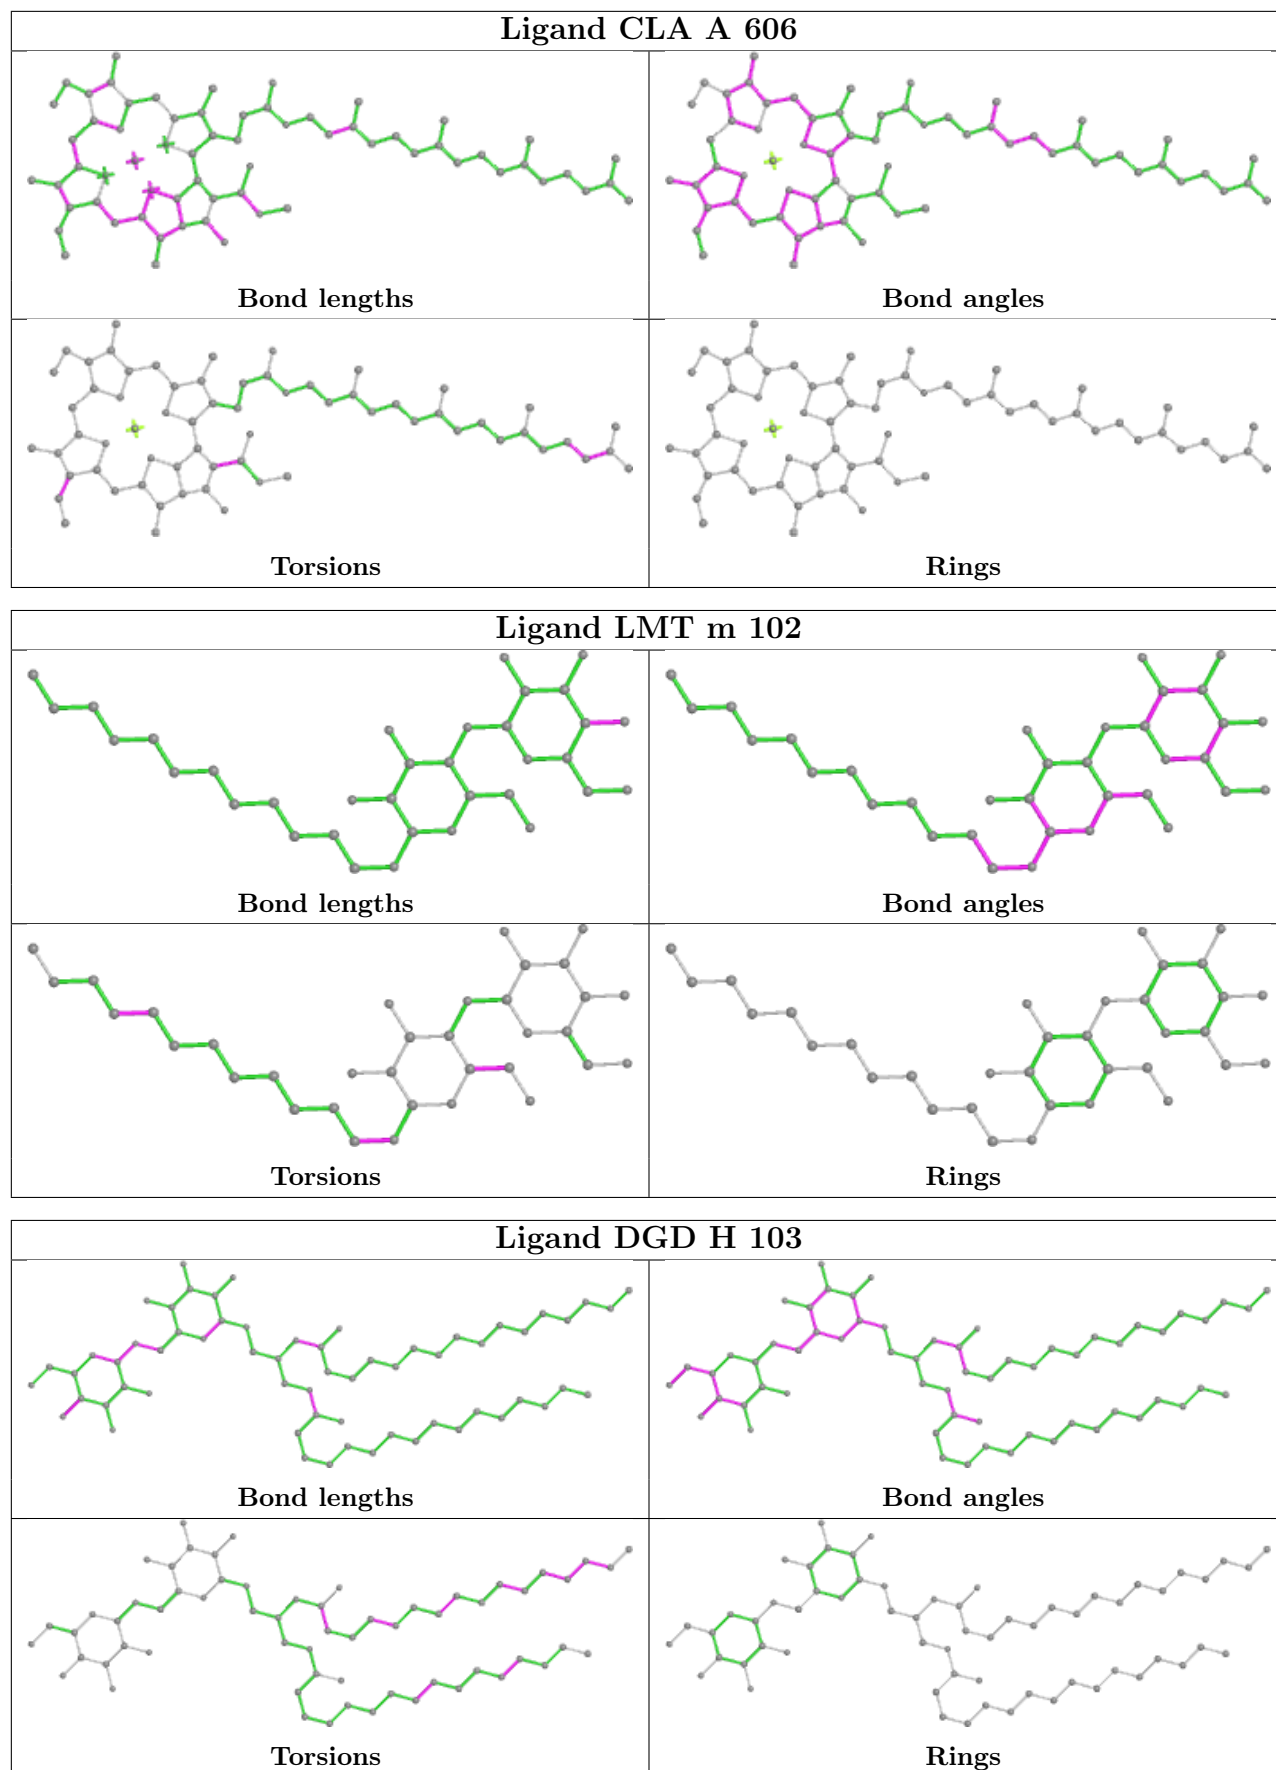 Ligand CLA A 606
Bond lengths
Bond angles
Torsions
Rings
Ligand LMT m 102
Bond lengths
Bond angles
Torsions
Rings
Ligand DGD H 103
Bond lengths
Bond angles
Torsions
Rings